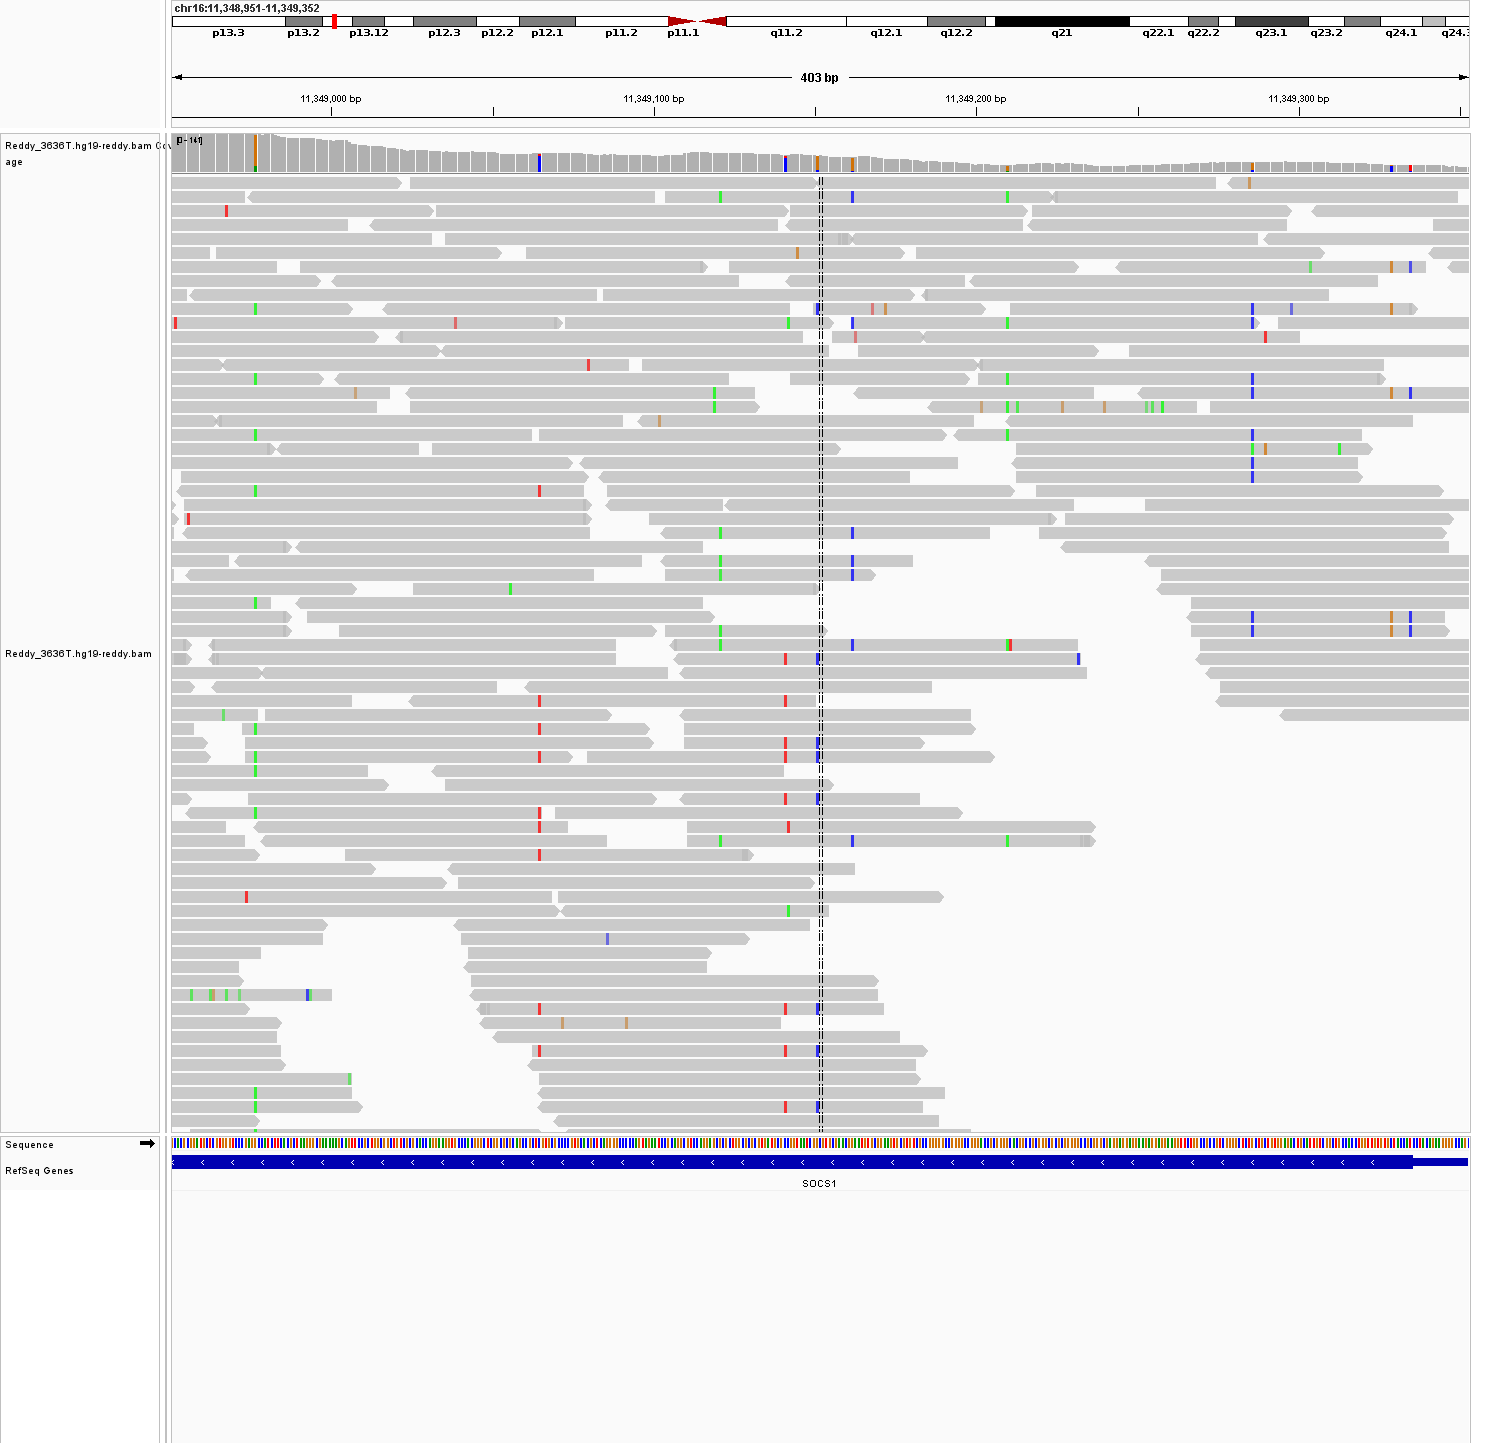 chr16:11,348,951-11,349,352
p13.3 p13.2 p13.12 p12.3 p12.2 p12.1 p11.2 p11.1 q11.2 q12.1 q12.2 q21 q22.1 q22.2 q23.1 q23.2 q24.1 q24.3
403 bp
11,349,000 bp 11,349,100 bp 11,349,200 bp 11,349,300 bp
[0 - 141]
Reddy_3636T.hg19-reddy.bam Cov
age
Reddy_3636T.hg19-reddy.bam
Sequence
RefSeq Genes
SOCS1